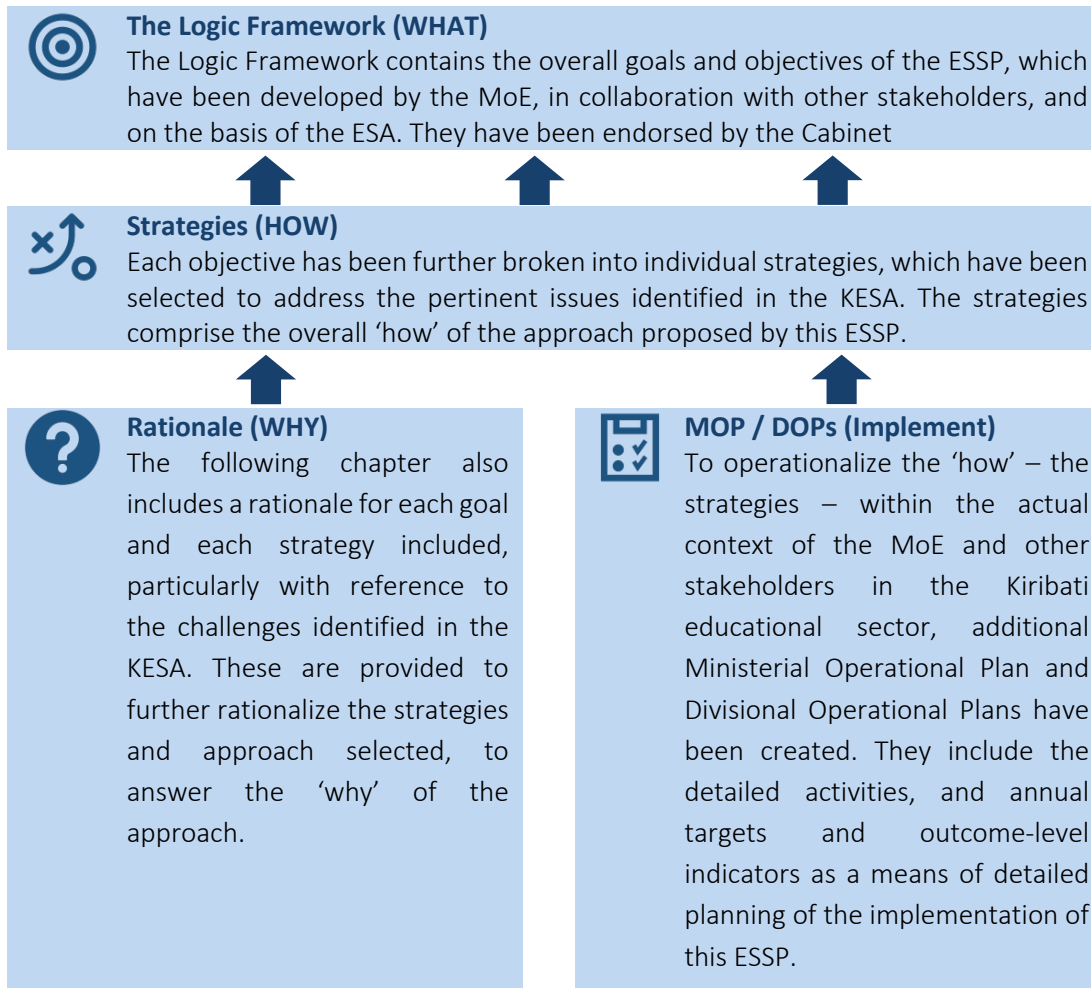 The Logic Framework (WHAT)
The Logic Framework contains the overall goals and objectives of the ESSP, which
have been developed by the MoE, in collaboration with other stakeholders, and
on the basis of the ESA. They have been endorsed by the Cabinet
Strategies (HOW)
Each objective has been further broken into individual strategies, which have been
selected to address the pertinent issues identified in the KESA. The strategies
comprise the overall ‘how’ of the approach proposed by this ESSP.
Rationale (WHY)
The following chapter also
includes a rationale for each goal
and each strategy included,
particularly with reference to
the challenges identified in the
KESA. These are provided to
further rationalize the strategies
and approach selected, to
answer the ‘why’ of the
approach.
MOP / DOPs (Implement)
To operationalize the ‘how’ – the
strategies – within the actual
context of the MoE and other
stakeholders in the Kiribati
educational sector, additional
Ministerial Operational Plan and
Divisional Operational Plans have
been created. They include the
detailed activities, and annual
targets and outcome-level
indicators as a means of detailed
planning of the implementation of
this ESSP.